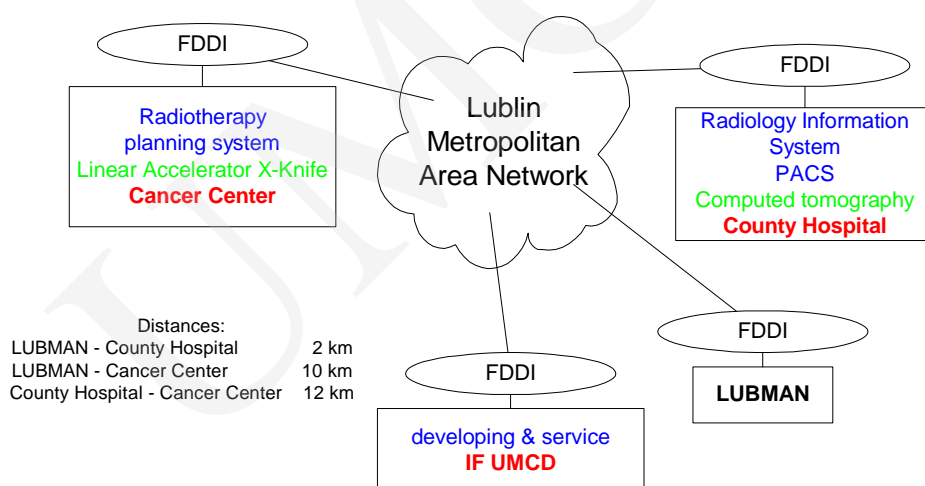 FDDI
Radiotherapy
planning system
Linear Accelerator X-Knife
Cancer Center
Lublin
Metropolitan
Area Network
FDDI
Radiology Information
System
PACS
Computed tomography
County Hospital
Distances:
LUBMAN - County Hospital 2 km
LUBMAN - Cancer Center 10 km
County Hospital - Cancer Center 12 km
FDDI
developing & service
IF UMCD
FDDI
LUBMAN
UMC